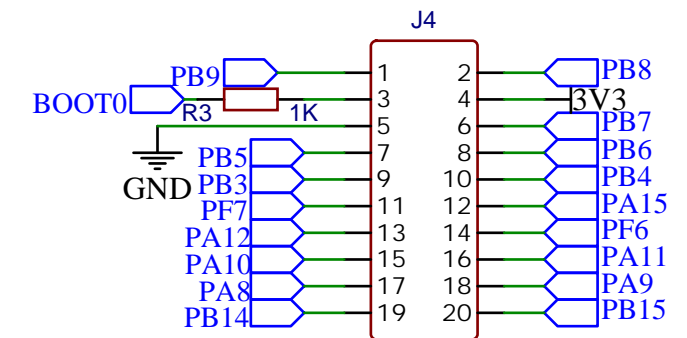 J4
PB9 1 2 PB8
BOOT0 R3 1K 3 4 3V3
5 6 PB7
GND
PB5 7 8 PB6
PB3 9 10 PB4
PF7 11 12 PA15
PA12 13 14 PF6
PA10 15 16 PA11
PA8 17 18 PA9
PB14 19 20 PB15